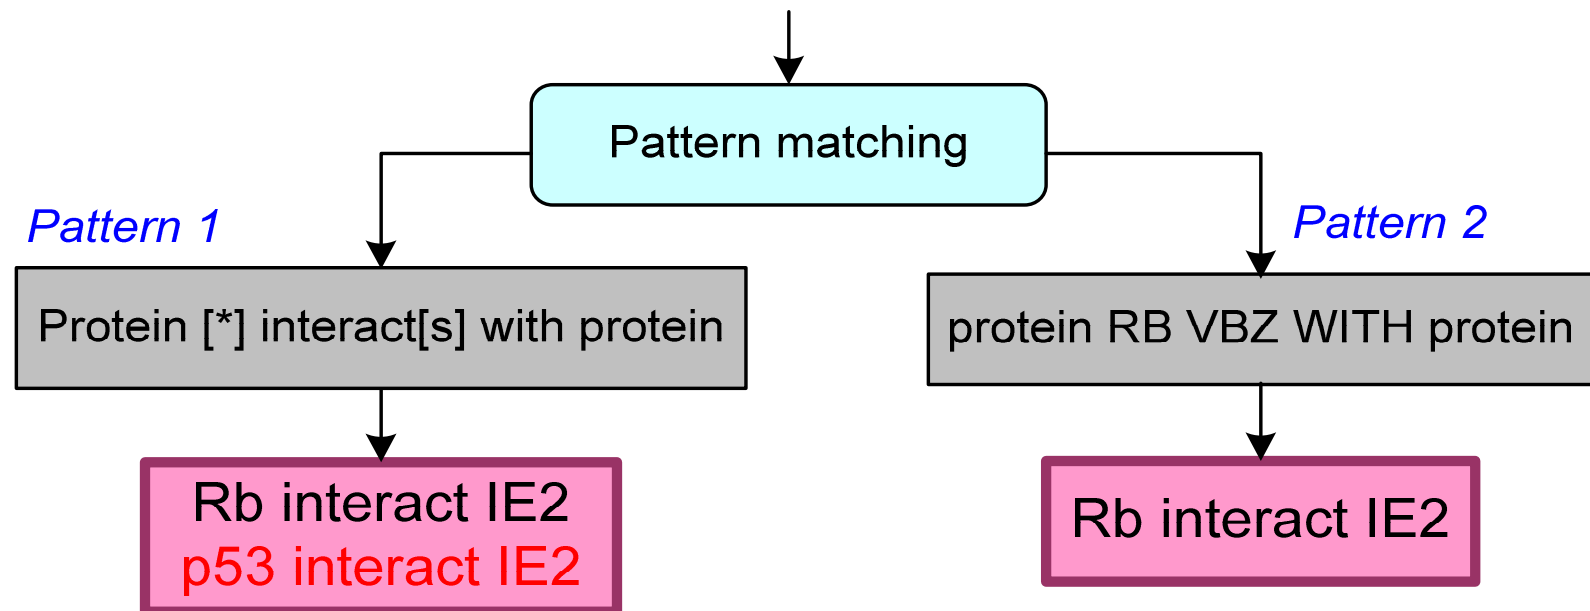 Pattern matching
Pattern 1
Pattern 2
Protein [*] interact[s] with protein
protein RB VBZ WITH protein
Rb interact IE2
p53 interact IE2
Rb interact IE2